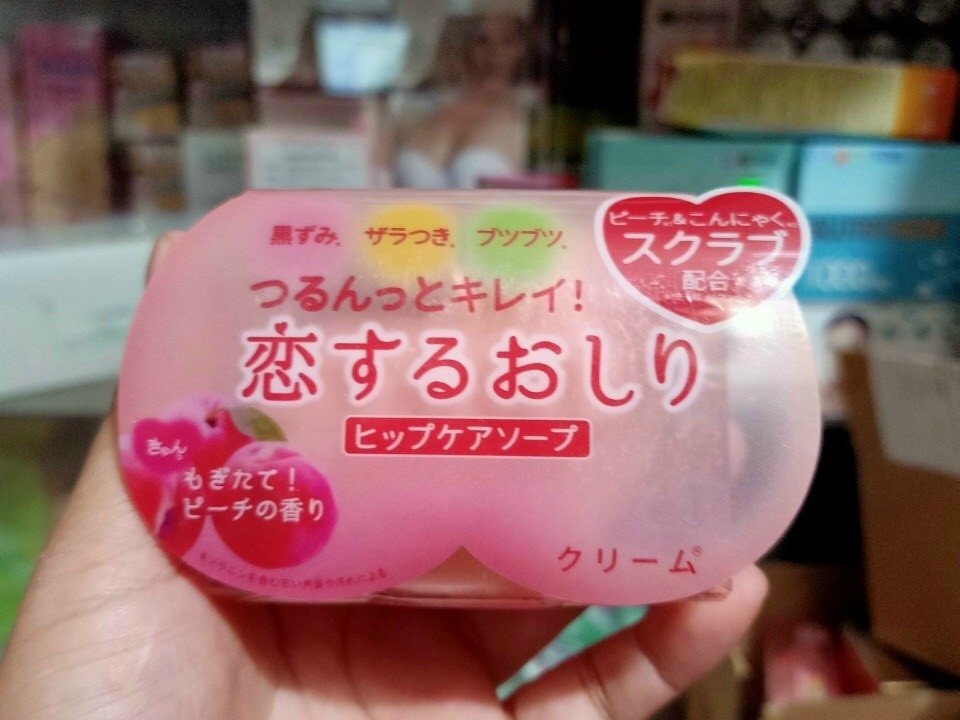 黒ずみ※ ザラつき※ ブツブツ※
ピーチ※&こんにゃく※
スクラブ
配合
つるんっとキレイ!
恋するおしり
ヒップケアソープ
きゅん
もぎたて!
ピーチの香り
クリーム®